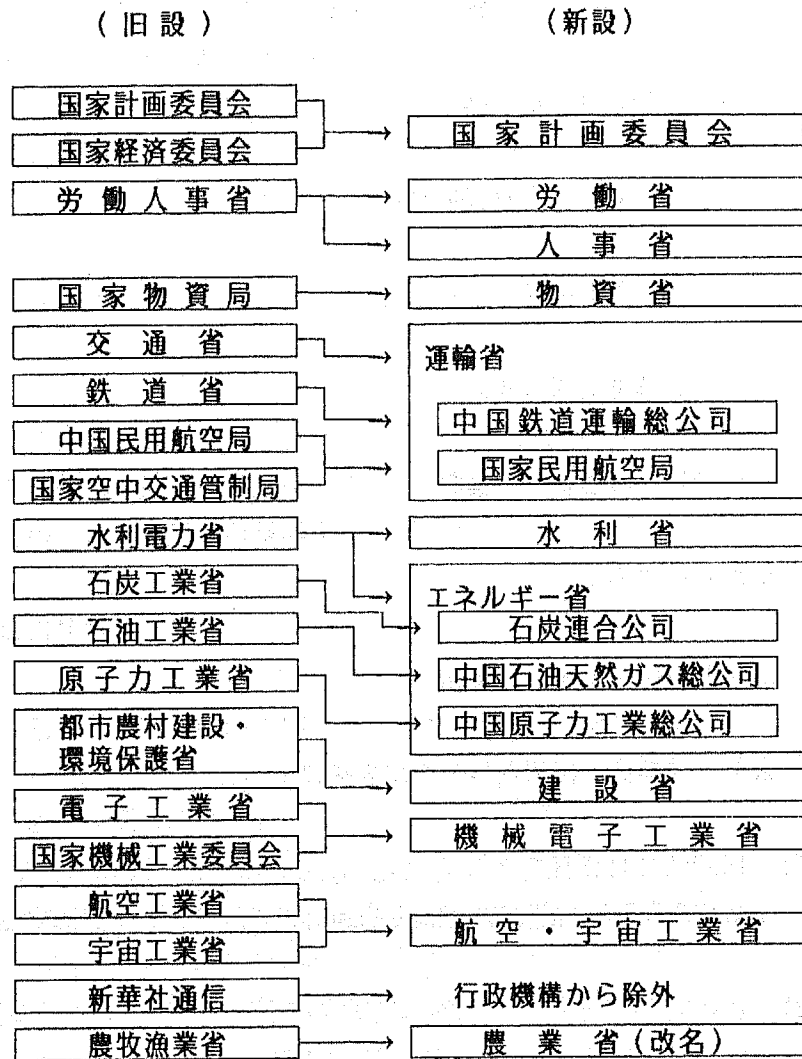 (旧設) (新設)
国家計画委員会
国家経済委員会
国家計画委員会
労働人事省
労働省
人事省
国家物資局
物資省
交通省
運輸省
鉄道省
中国鉄道運輸総公司
中国民用航空局
国家民用航空局
国家空中交通管制局
水利電力省
水利省
石炭工業省
エネルギー省
石炭連合公司
石油工業省
中国石油天然ガス総公司
原子力工業省
中国原子力工業総公司
都市農村建設・
環境保護省
建設省
電子工業省
機械電子工業省
国家機械工業委員会
航空工業省
航空・宇宙工業省
宇宙工業省
新華社通信
行政機構から除外
農牧漁業省
農業省(改名)